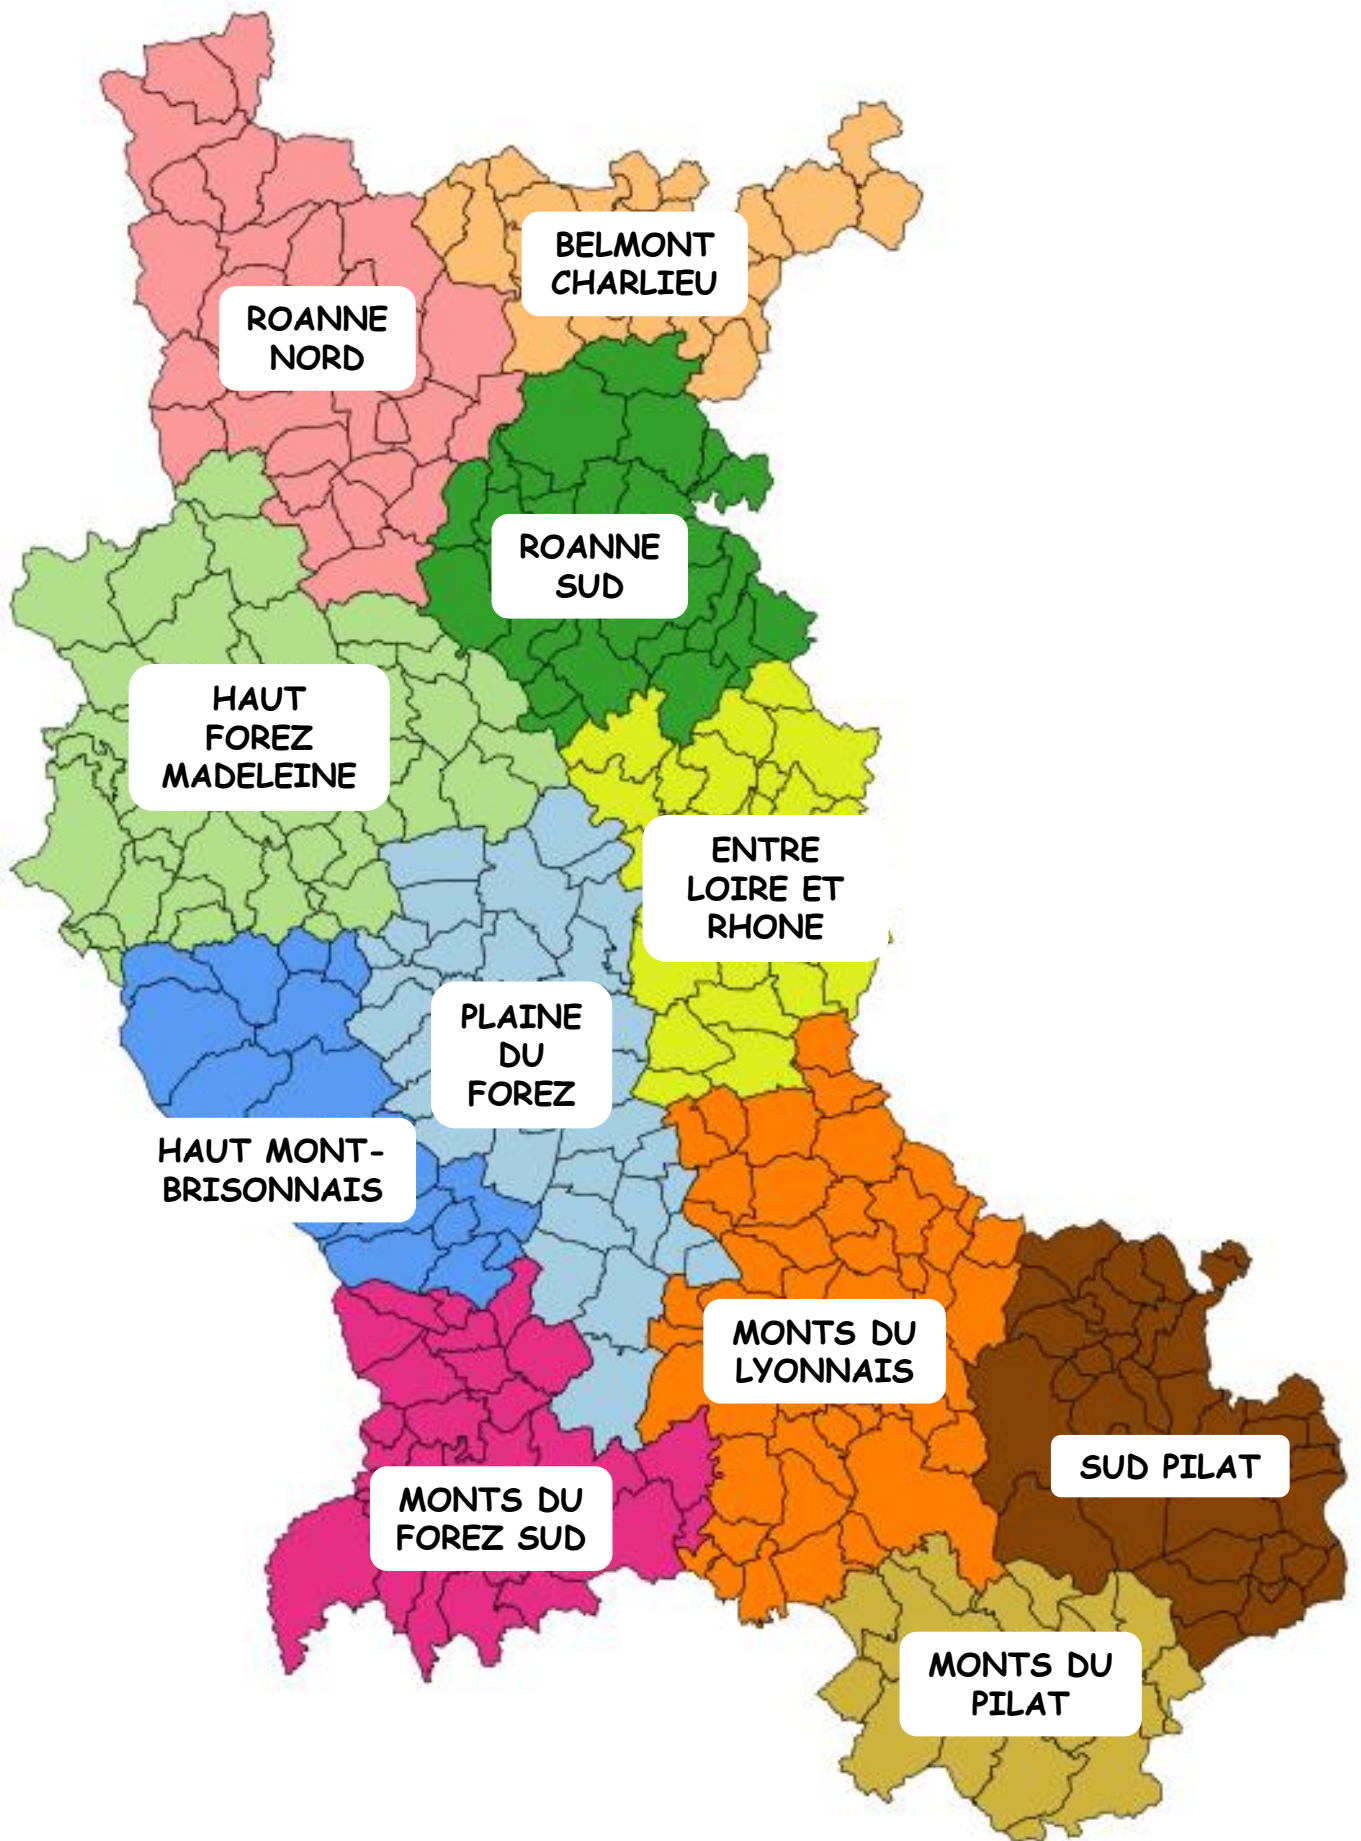 BELMONT
CHARLIEU
ROANNE
NORD
ROANNE
SUD
HAUT
FOREZ
MADELEINE
ENTRE
LOIRE ET
RHONE
PLAINE
DU
FOREZ
HAUT MONT-
BRISONNAIS
MONTS DU
LYONNAIS
SUD PILAT
MONTS DU
FOREZ SUD
MONTS DU
PILAT